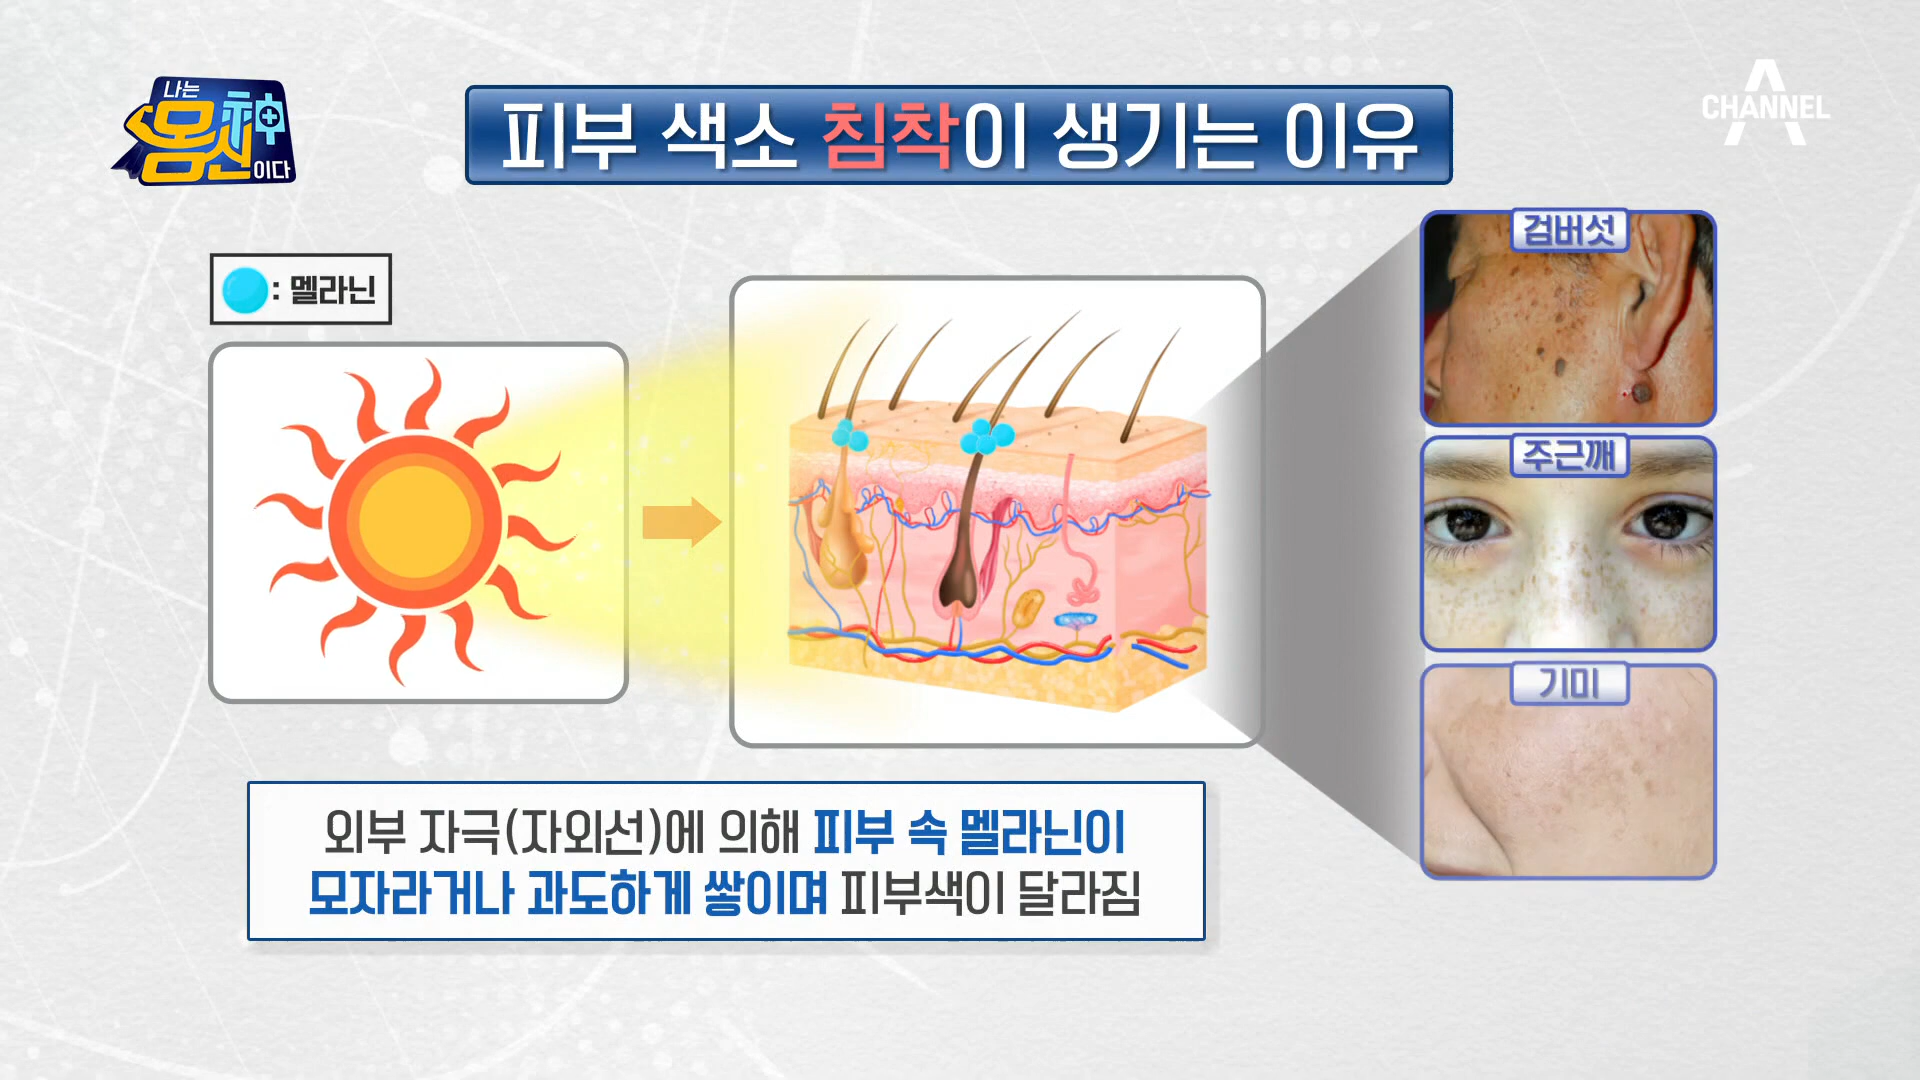 나는
몸신神
이다
피부 색소 침착이 생기는 이유
CHANNEL A
: 멜라닌
검버섯
주근깨
기미
외부 자극(자외선)에 의해 피부 속 멜라닌이
모자라거나 과도하게 쌓이며 피부색이 달라짐